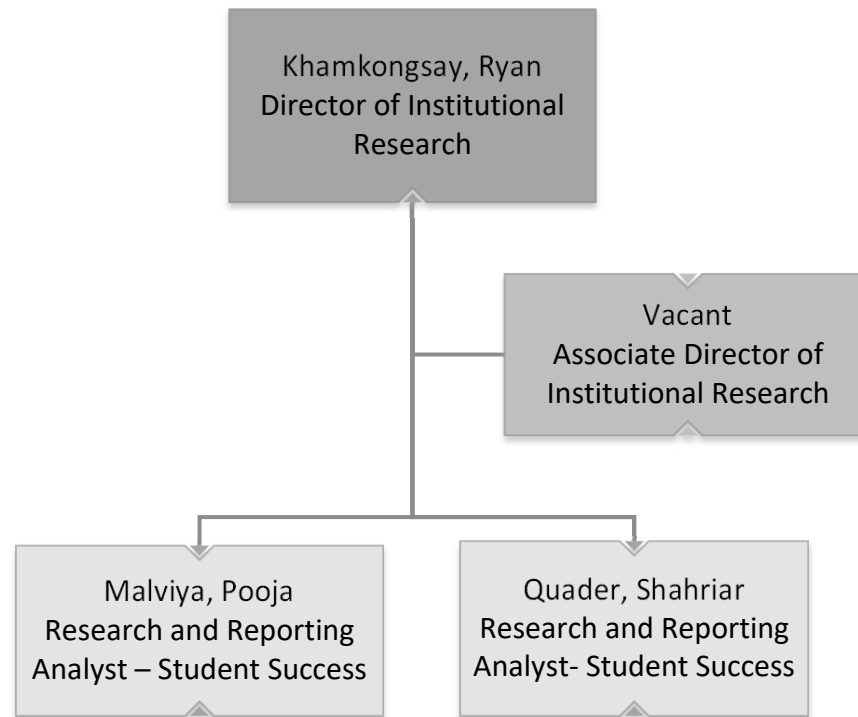 Khamkongsay, Ryan
Director of Institutional
Research
Vacant
Associate Director of
Institutional Research
Malviya, Pooja
Research and Reporting
Analyst – Student Success
Quader, Shahriar
Research and Reporting
Analyst- Student Success